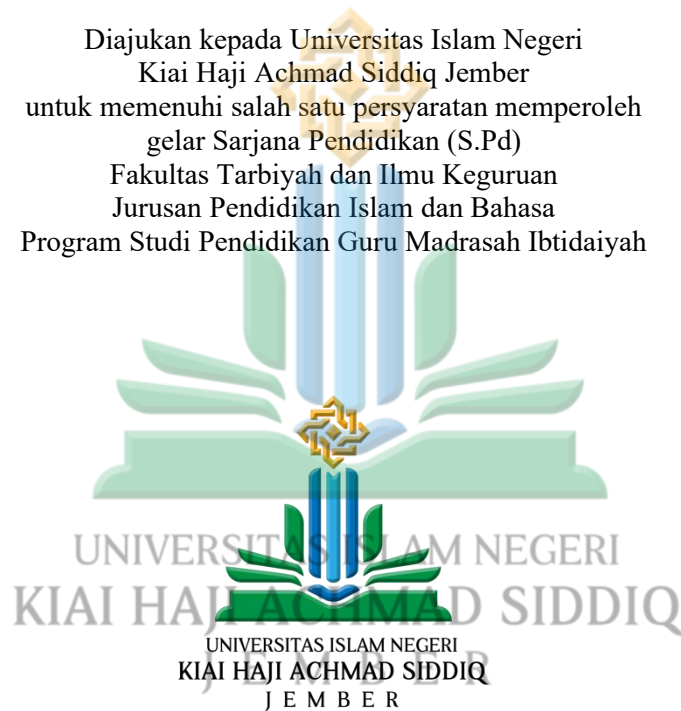 Diajukan kepada Universitas Islam Negeri
Kiai Haji Achmad Siddiq Jember
untuk memenuhi salah satu persyaratan memperoleh
gelar Sarjana Pendidikan (S.Pd)
Fakultas Tarbiyah dan Ilmu Keguruan
Jurusan Pendidikan Islam dan Bahasa
Program Studi Pendidikan Guru Madrasah Ibtidaiyah
UNIVERSITAS ISLAM NEGERI
KIAI HAJI ACHMAD SIDDIQ
JEMBER
UNIVERSITAS ISLAM NEGERI
KIAI HAJI ACHMAD SIDDIQ
JEMBER